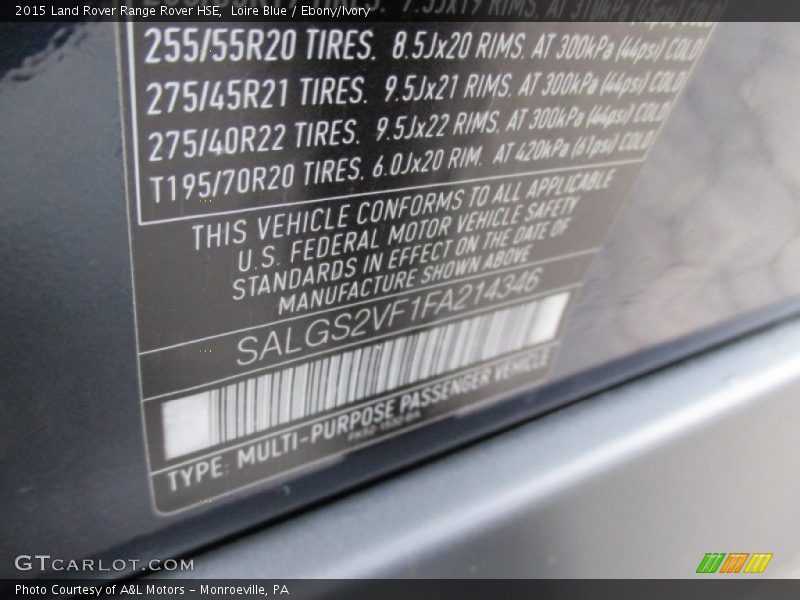 2015 Land Rover Range Rover HSE, Loire Blue / Ebony/Ivory
255/55R20 TIRES. 8.5Jx20 RIMS. AT 300kPa (44psi) COLD
275/45R21 TIRES. 9.5Jx21 RIMS. AT 300kPa (44psi) COLD
275/40R22 TIRES. 9.5Jx22 RIMS. AT 300kPa (44psi) COLD
T195/70R20 TIRES. 6.0Jx20 RIM. AT 420kPa (61psi) COLD
THIS VEHICLE CONFORMS TO ALL APPLICABLE
U.S. FEDERAL MOTOR VEHICLE SAFETY
STANDARDS IN EFFECT ON THE DATE OF
MANUFACTURE SHOWN ABOVE
SALGS2VF1FA214346
TYPE: MULTI-PURPOSE PASSENGER VEHICLE
GTCARLOT.COM
Photo Courtesy of A&L Motors - Monroeville, PA